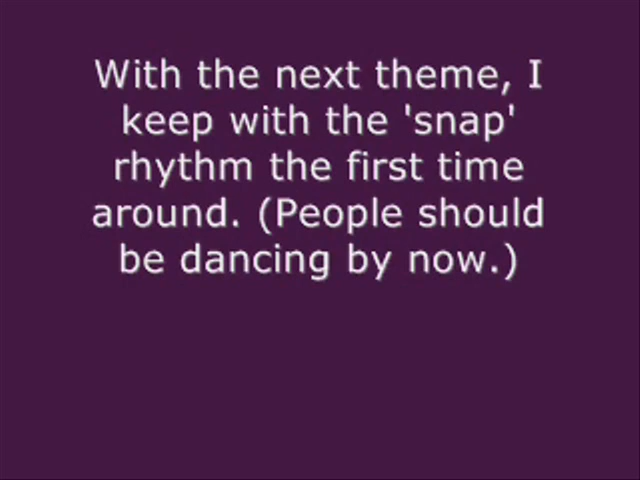 With the next theme, I
keep with the 'snap'
rhythm the first time
around. (People should
be dancing by now.)